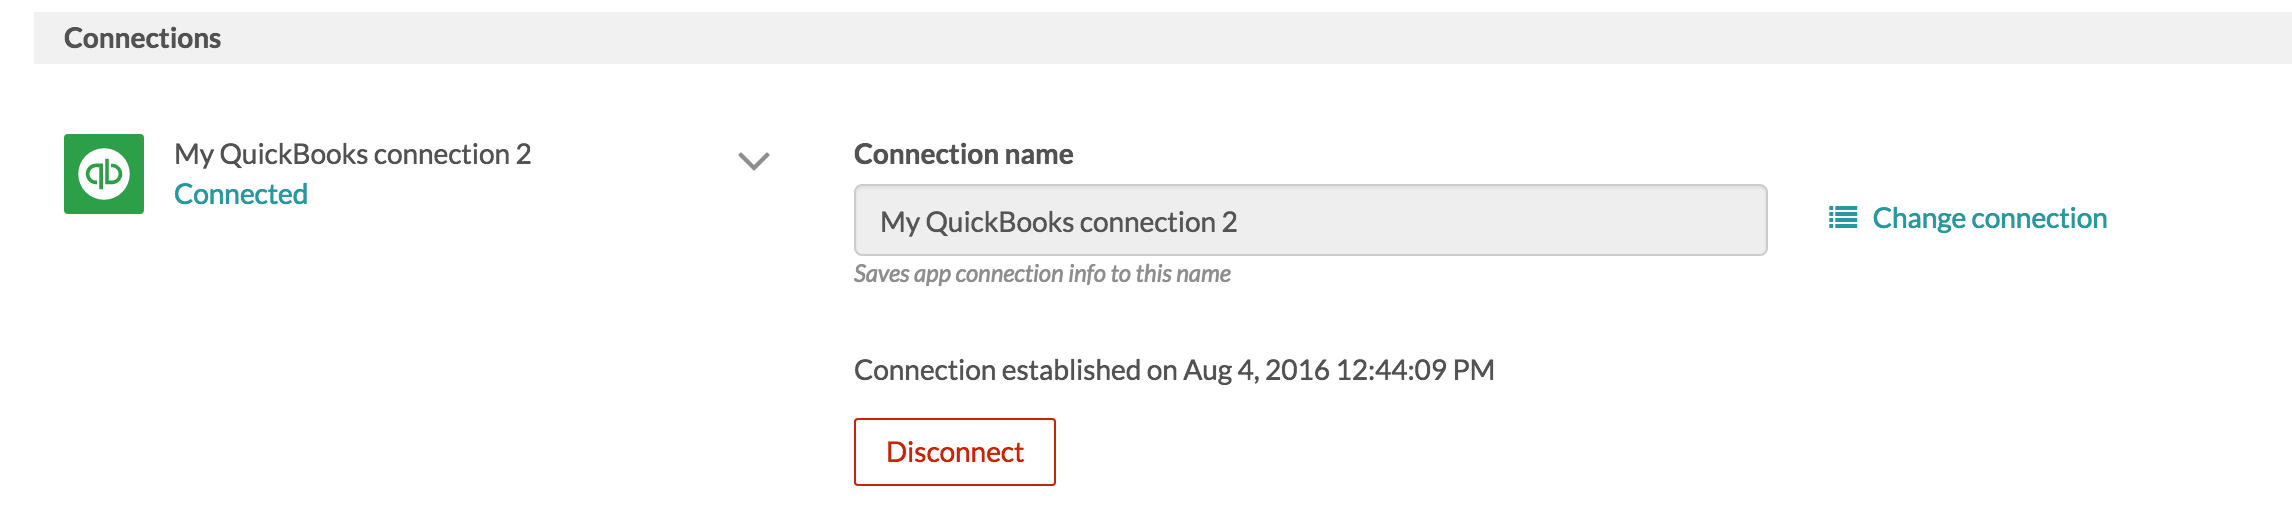 Connections
qb
My QuickBooks connection 2
Connected
Connection name
My QuickBooks connection 2
Saves app connection info to this name
Change connection
Connection established on Aug 4, 2016 12:44:09 PM
Disconnect